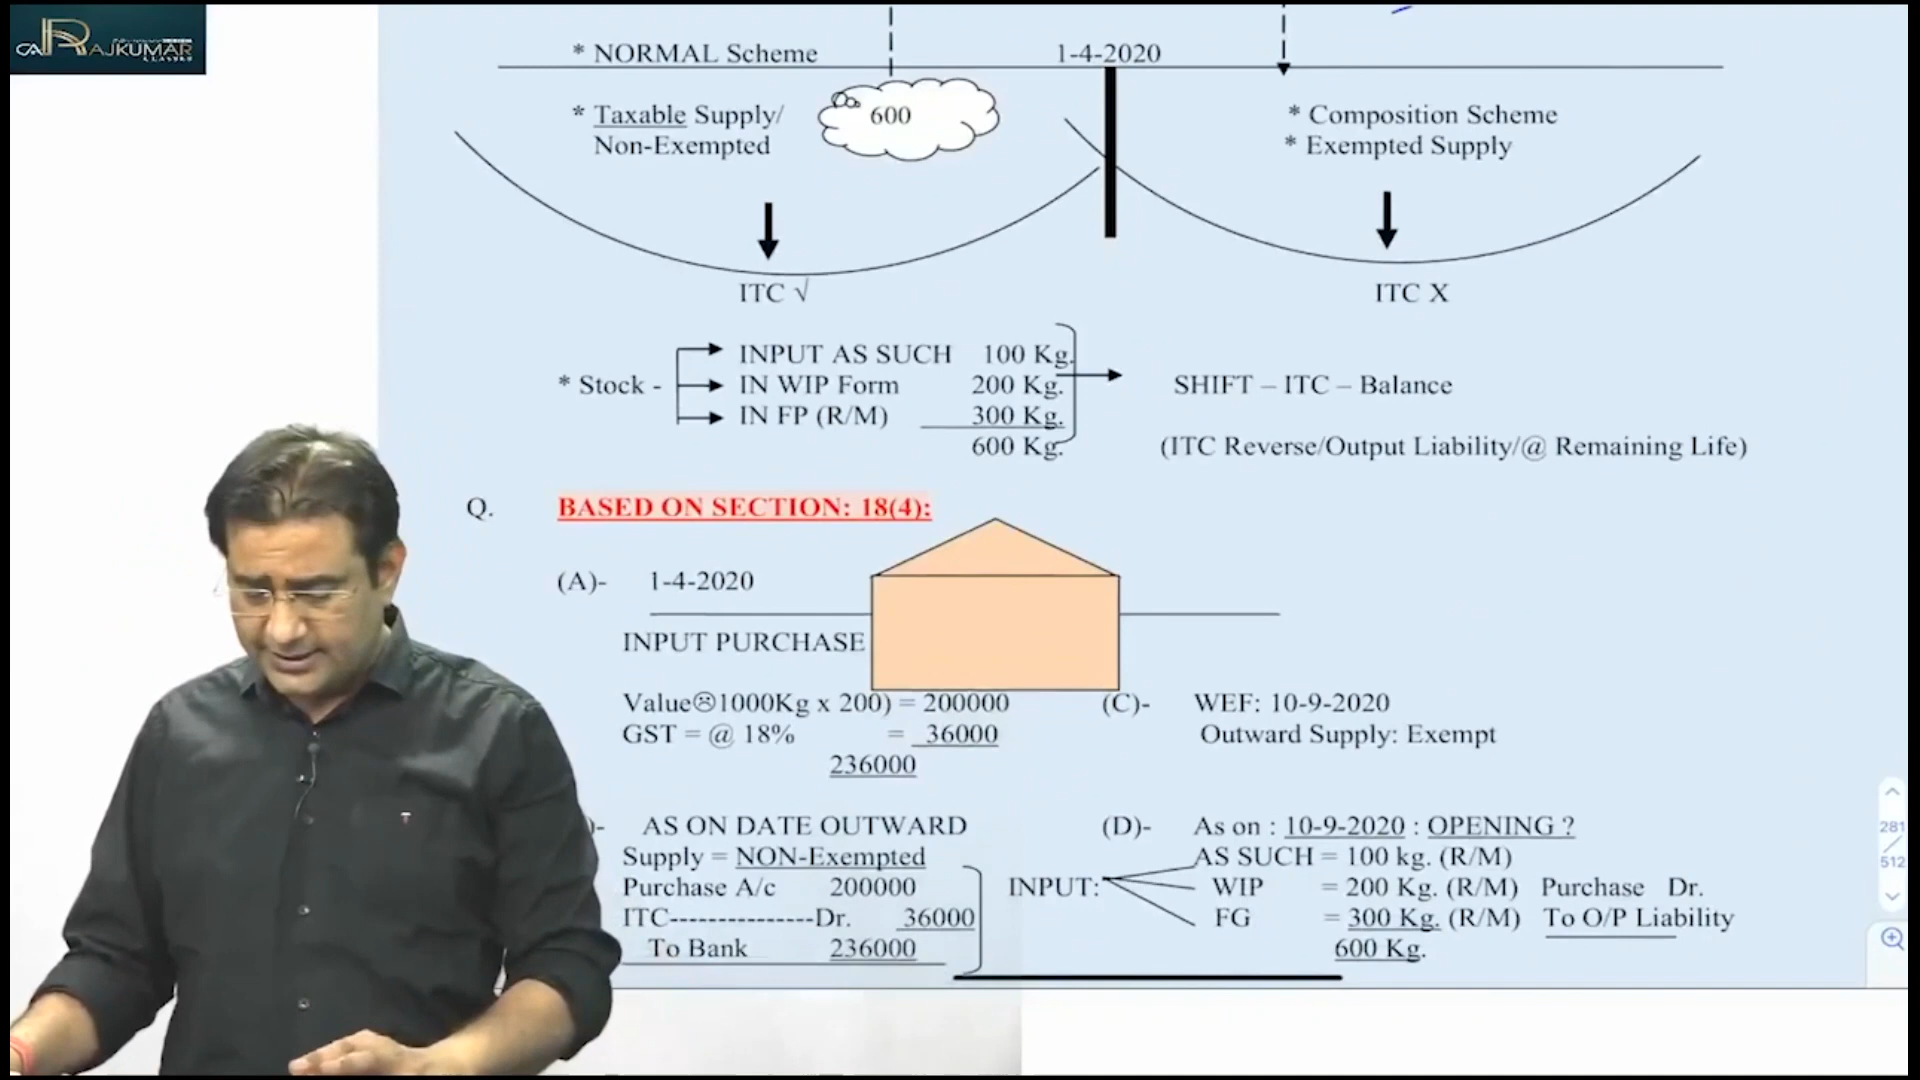 CA RAJKUMAR
CLASSES
* NORMAL Scheme
1-4-2020
* Taxable Supply/
Non-Exempted
600
* Composition Scheme
* Exempted Supply
ITC √
ITC X
* Stock -
INPUT AS SUCH 100 Kg.
IN WIP Form 200 Kg.
IN FP (R/M) 300 Kg.
600 Kg.
SHIFT – ITC – Balance
(ITC Reverse/Output Liability/@ Remaining Life)
Q. BASED ON SECTION: 18(4):
(A)- 1-4-2020
INPUT PURCHASE
Value☹1000Kg x 200) = 200000
GST = @ 18% = 36000
236000
(C)- WEF: 10-9-2020
Outward Supply: Exempt
)- AS ON DATE OUTWARD
Supply = NON-Exempted
Purchase A/c 200000
ITC---------------Dr. 36000
To Bank 236000
(D)- As on : 10-9-2020 : OPENING ?
AS SUCH = 100 kg. (R/M)
INPUT: WIP = 200 Kg. (R/M) Purchase Dr.
FG = 300 Kg. (R/M) To O/P Liability
600 Kg.
281
/
512